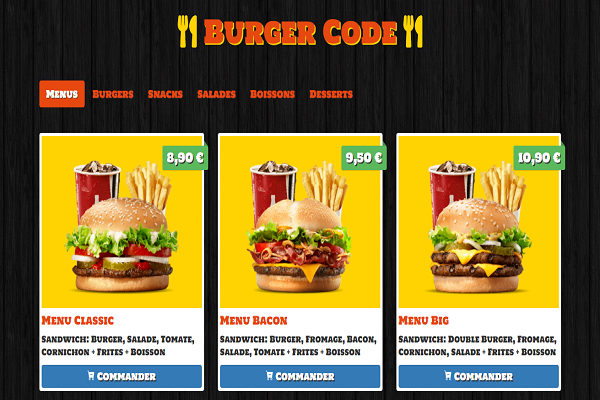 Burger Code
Menus Burgers Snacks Salades Boissons Desserts
8,90 € 9,50 € 10,90 €
Menu Classic
Sandwich: Burger, Salade, Tomate,
Cornichon + Frites + Boisson
Commander
Menu Bacon
Sandwich: Burger, Fromage, Bacon,
Salade, Tomate + Frites + Boisson
Commander
Menu Big
Sandwich: Double Burger, Fromage,
Cornichon, Salade + Frites + Boisson
Commander